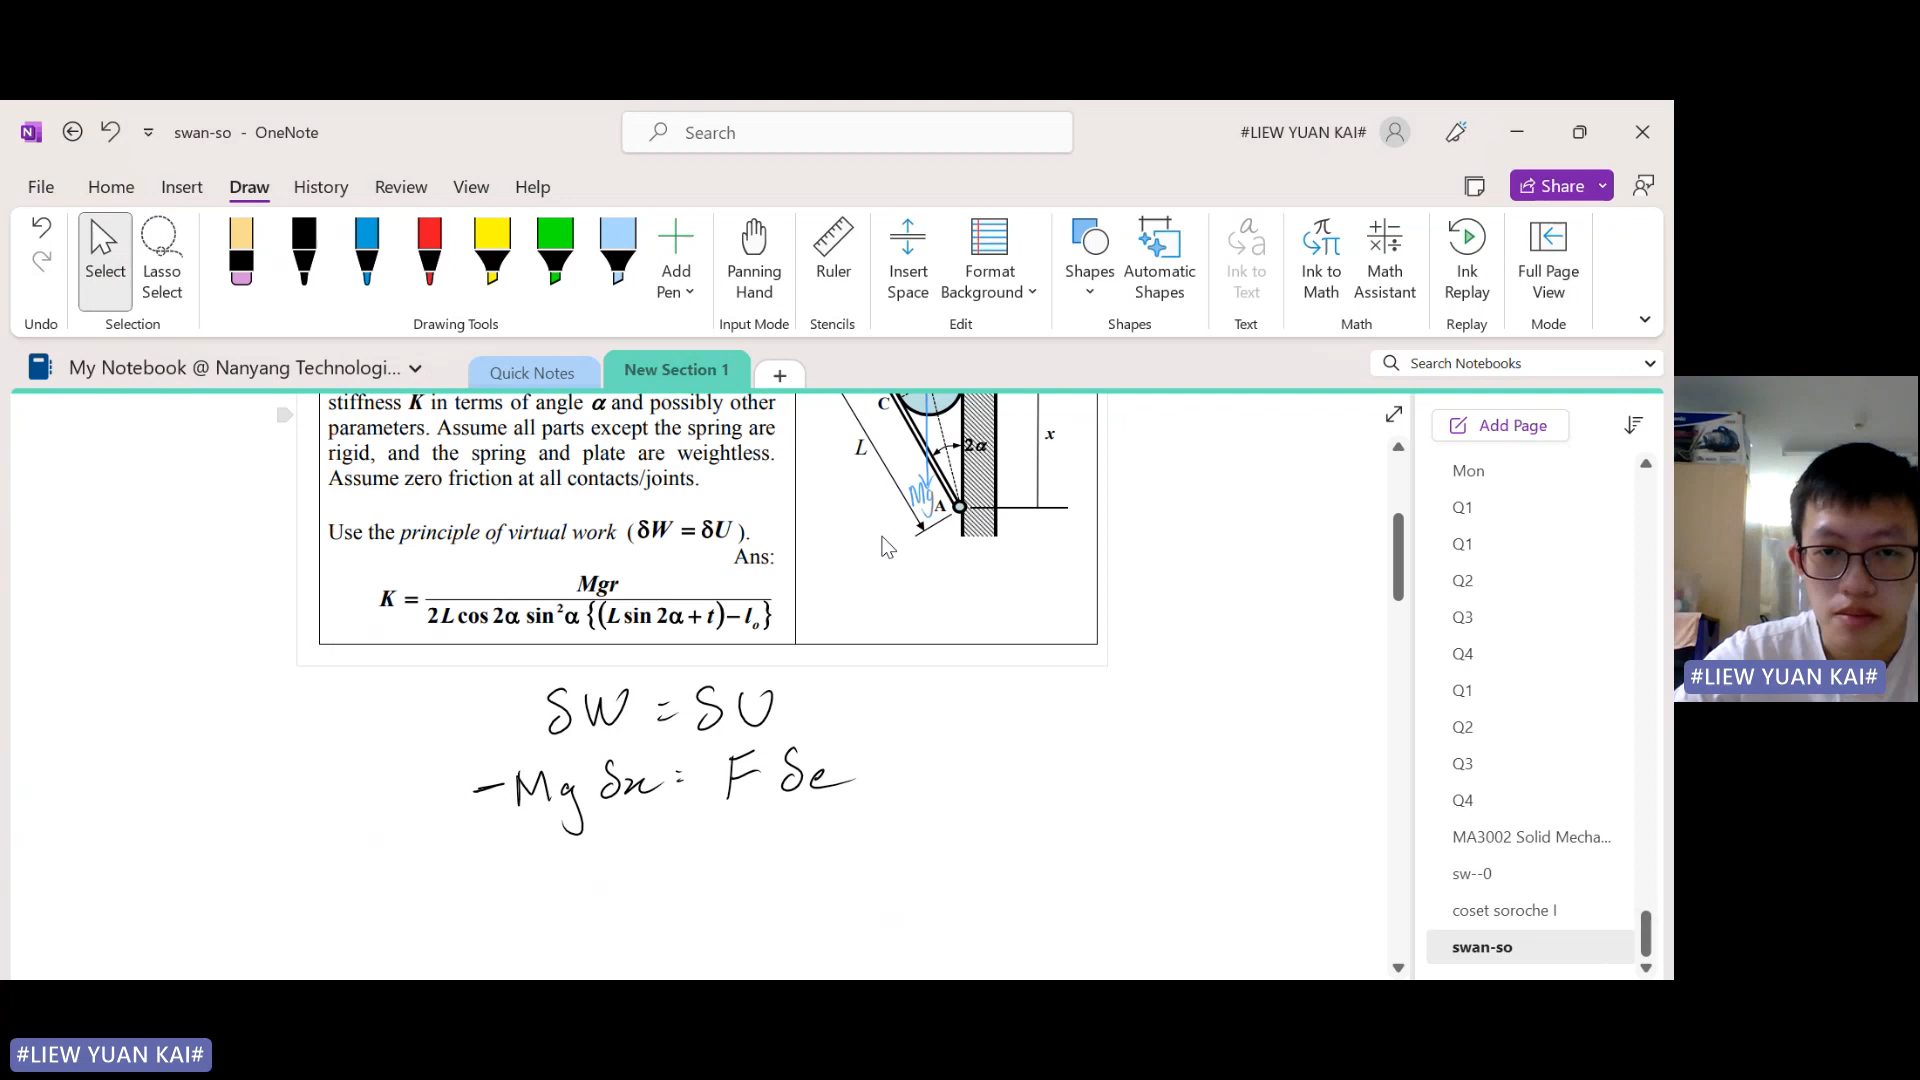 swan-so - OneNote
Search
#LIEW YUAN KAI#
File Home Insert Draw History Review View Help
Share
Select
Lasso Select
Add Pen
Panning Hand
Ruler
Insert Space
Format Background
Shapes
Automatic Shapes
Ink to Text
Ink to Math
Math Assistant
Ink Replay
Full Page View
Undo
Selection
Drawing Tools
Input Mode
Stencils
Edit
Shapes
Text
Math
Replay
Mode
My Notebook @ Nanyang Technologi...
Quick Notes
New Section 1
Search Notebooks
stiffness K in terms of angle α and possibly other
parameters. Assume all parts except the spring are
rigid, and the spring and plate are weightless.
Assume zero friction at all contacts/joints.
Use the principle of virtual work (δW = δU).
Ans:
K = Mgr / 2L cos 2α sin²α {(L sin 2α + t) − lₒ}
C
L
2α
x
Mg
A
δW = δU
-Mg δx = F δe
Add Page
Mon
Q1
Q1
Q2
Q3
Q4
Q1
Q2
Q3
Q4
MA3002 Solid Mecha...
sw--0
coset soroche l
swan-so
#LIEW YUAN KAI#
#LIEW YUAN KAI#